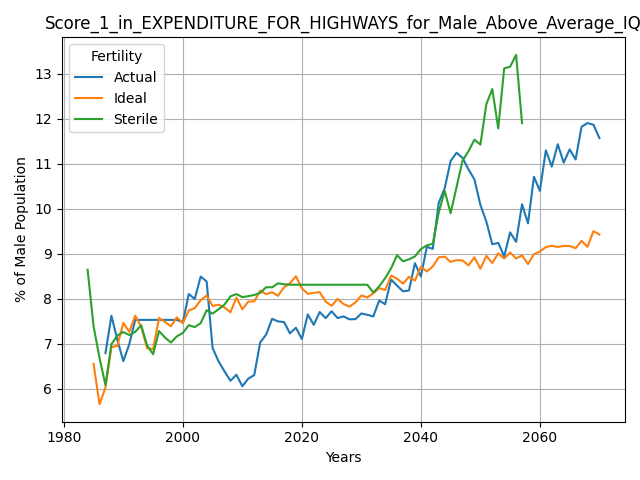 Score_1_in_EXPENDITURE_FOR_HIGHWAYS_for_Male_Above_Average_IQ
Fertility
Actual
Ideal
Sterile
% of Male Population
13
12
11
10
9
8
7
6
1980
2000
2020
2040
2060
Years